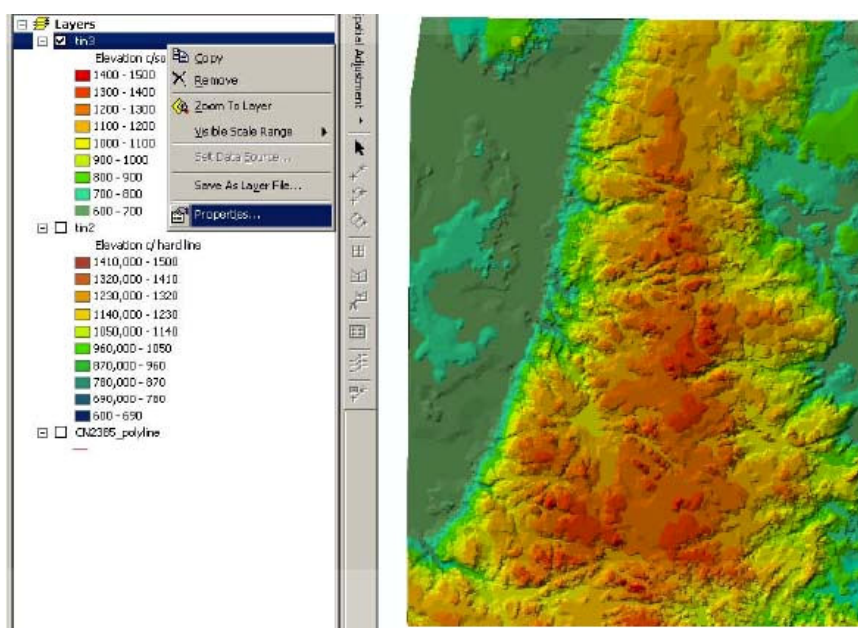 Layers
tin3
Elevation c/so
1400 - 1500
1300 - 1400
1200 - 1300
1100 - 1200
1000 - 1100
900 - 1000
800 - 900
700 - 800
600 - 700
Copy
Remove
Zoom To Layer
Visible Scale Range
Set Data Source...
Save As Layer File...
Properties...
tin2
Elevation c/ hard line
1410,000 - 1500
1320,000 - 1410
1230,000 - 1320
1140,000 - 1230
1050,000 - 1140
960,000 - 1050
870,000 - 960
780,000 - 870
690,000 - 780
600 - 690
CN2385_polyline
patial Adjustment